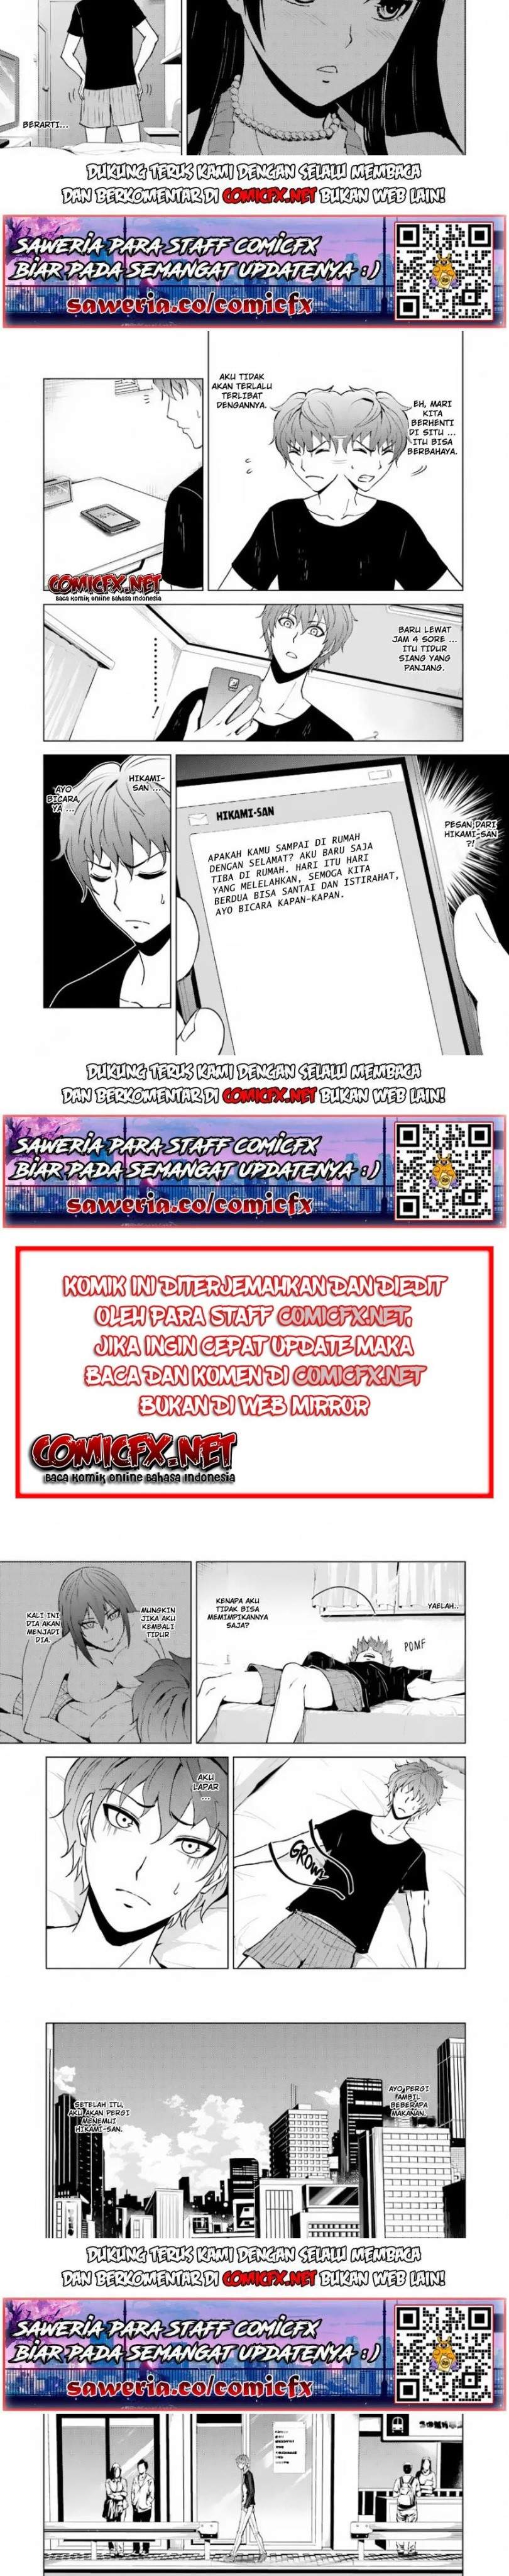 BERARTI...
DUKUNG TERUS KAMI DENGAN SELALU MEMBACA
DAN BERKOMENTAR DI COMICFX.NET BUKAN WEB LAIN!
SAWERIA PARA STAFF COMICFX
BIAR PADA SEMANGAT UPDATENYA :)
saweria.co/comicfx
EH, MARI
KITA
BERHENTI
DI SITU ...
ITU BISA
BERBAHAYA.
AKU TIDAK
AKAN TERLALU
TERLIBAT
DENGANNYA.
COMICFX.NET
Baca Komik Online Bahasa Indonesia
BARU LEWAT
JAM 4 SORE ...
ITU TIDUR
SIANG YANG
PANJANG.
PESAN DARI
HIKAMI-SAN
?!
HIKAMI-SAN
APAKAH KAMU SAMPAI DI RUMAH
DENGAN SELAMAT? AKU BARU SAJA
TIBA DI RUMAH. HARI ITU HARI
YANG MELELAHKAN, SEMOGA KITA
BERDUA BISA SANTAI DAN ISTIRAHAT,
AYO BICARA KAPAN-KAPAN.
HIKAMI-
SAN ...
AYO
BICARA,
YA ...
DUKUNG TERUS KAMI DENGAN SELALU MEMBACA
DAN BERKOMENTAR DI COMICFX.NET BUKAN WEB LAIN!
SAWERIA PARA STAFF COMICFX
BIAR PADA SEMANGAT UPDATENYA :)
saweria.co/comicfx
KOMIK INI DITERJEMAHKAN DAN DIEDIT
OLEH PARA STAFF COMICFX.NET,
JIKA INGIN CEPAT UPDATE MAKA
BACA DAN KOMEN DI COMICFX.NET
BUKAN DI WEB MIRROR
COMICFX.NET
Baca Komik Online Bahasa Indonesia
YAELAH..
POMF
KENAPA AKU
TIDAK BISA
MEMIMPIKANNYA
SAJA?
MUNGKIN
JIKA AKU
KEMBALI
TIDUR
KALI INI
DIA AKAN
MENJADI
DIA.
GROWL
AKU
LAPAR
...
AYO PERGI
AMBIL
BEBERAPA
MAKANAN.
SETELAH ITU,
AKU AKAN PERGI
MENEMUI
HIKAMI-SAN.
DUKUNG TERUS KAMI DENGAN SELALU MEMBACA
DAN BERKOMENTAR DI COMICFX.NET BUKAN WEB LAIN!
SAWERIA PARA STAFF COMICFX
BIAR PADA SEMANGAT UPDATENYA :)
saweria.co/comicfx